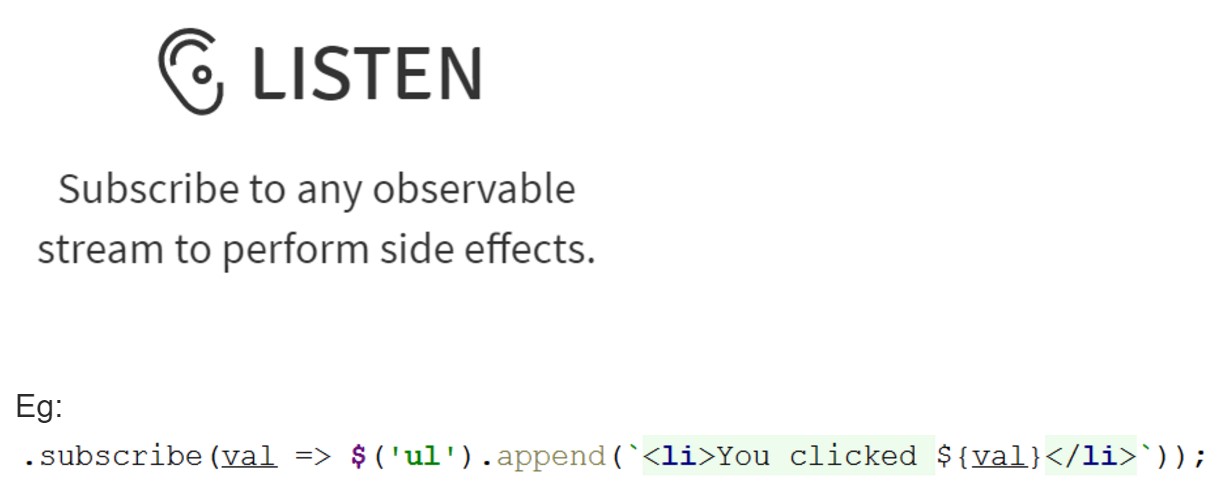 LISTEN
Subscribe to any observable
stream to perform side effects.
Eg:
.subscribe(val => $('ul').append(`<li>You clicked ${val}</li>`));